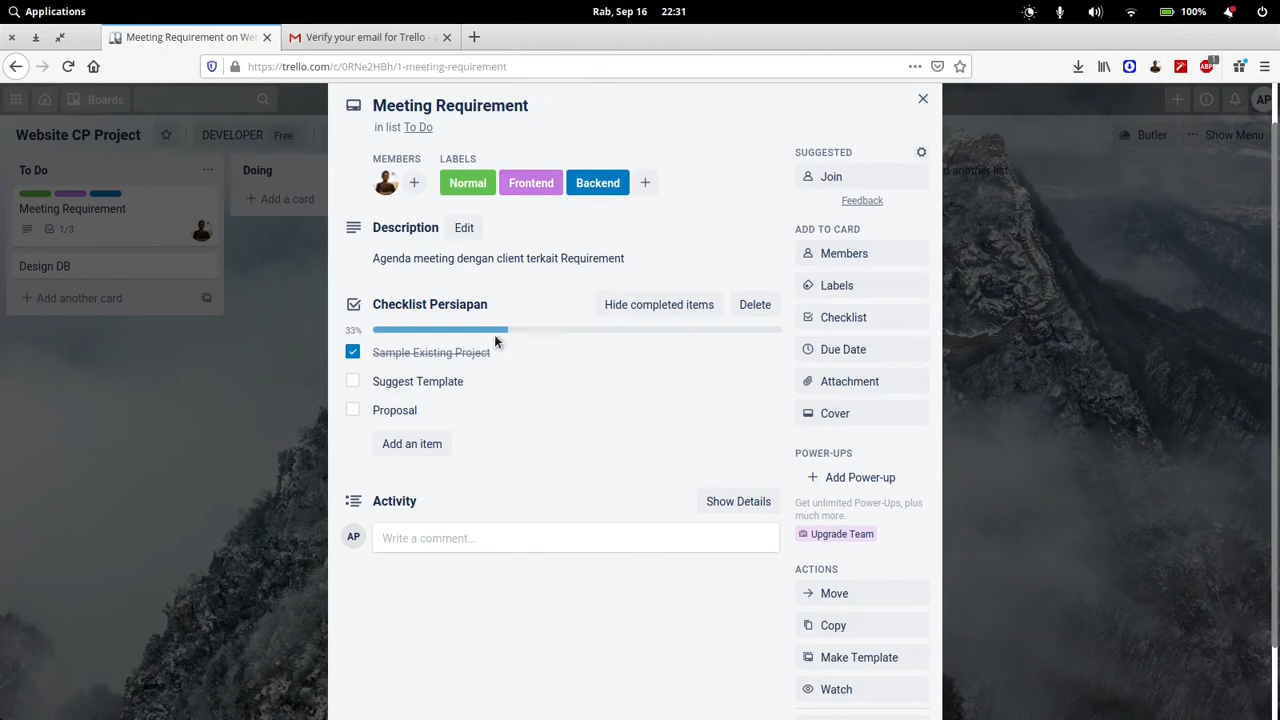 Applications
Rab, Sep 16 22:31
100%
Meeting Requirement on We
Verify your email for Trello - a
https://trello.com/c/0RNe2HBh/1-meeting-requirement
ABP
1
Boards
AP
Website CP Project
DEVELOPER
Free
Butler
Show Menu
To Do
Meeting Requirement
1/3
Design DB
Add another card
Doing
Add a card
d another list
Meeting Requirement
in list To Do
MEMBERS
LABELS
Normal
Frontend
Backend
Description
Edit
Agenda meeting dengan client terkait Requirement
Checklist Persiapan
Hide completed items
Delete
33%
Sample Existing Project
Suggest Template
Proposal
Add an item
Activity
Show Details
AP
Write a comment…
SUGGESTED
Join
Feedback
ADD TO CARD
Members
Labels
Checklist
Due Date
Attachment
Cover
POWER-UPS
Add Power-up
Get unlimited Power-Ups, plus
much more.
Upgrade Team
ACTIONS
Move
Copy
Make Template
Watch